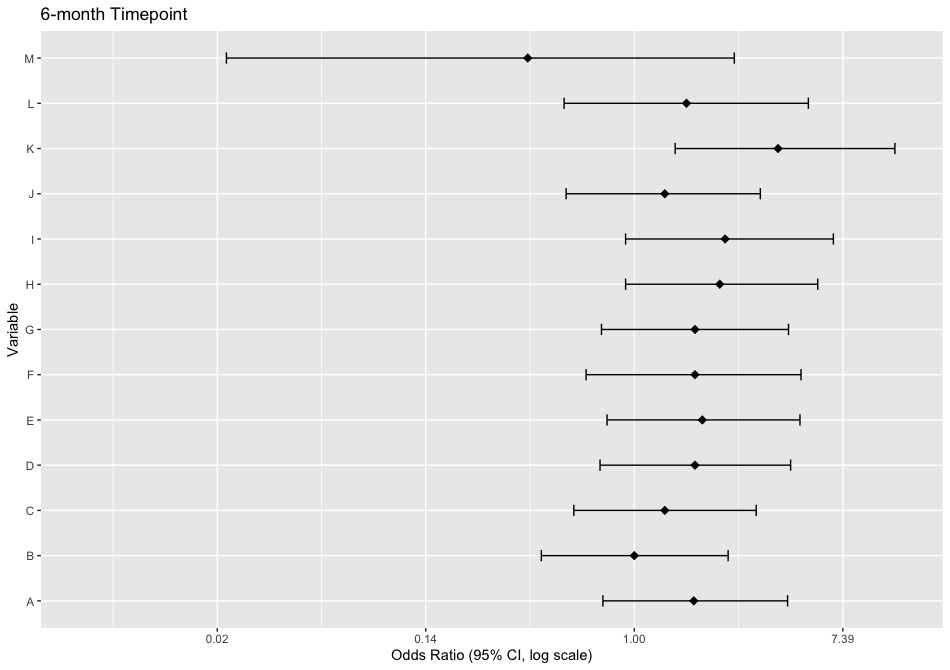 6-month Timepoint
M
L
K
J
I
H
G
F
E
D
C
B
A
Variable
0.02 0.14 1.00 7.39
Odds Ratio (95% CI, log scale)